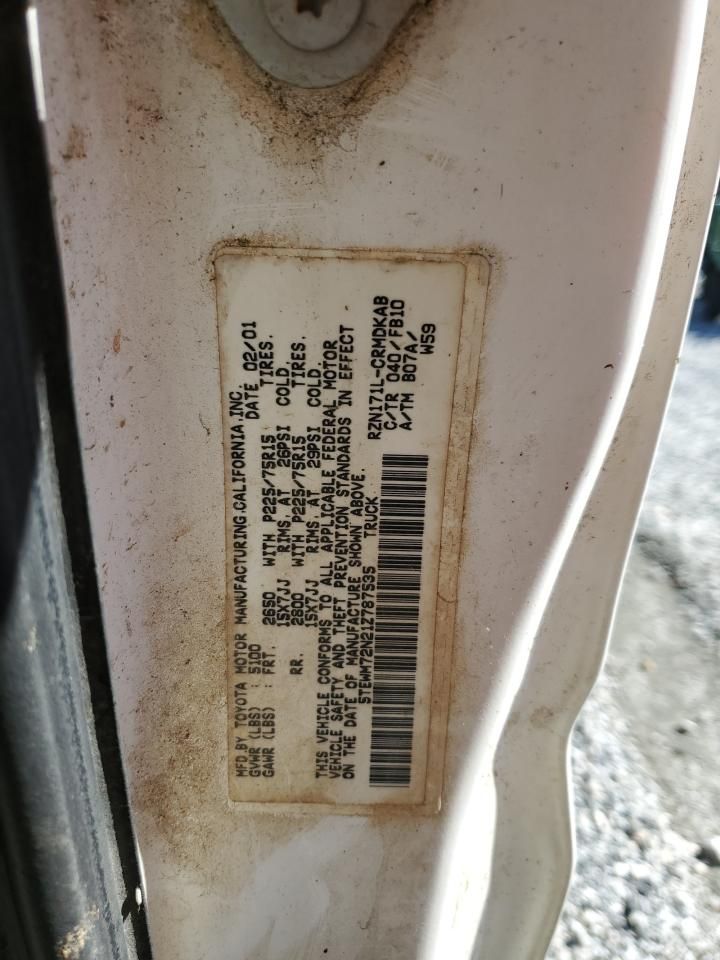 MFD.BY TOYOTA MOTOR MANUFACTURING.CALIFORNIA.INC.
GVWR (LBS) : 5100 DATE 02/01
GAWR (LBS) : FRT. 2650 WITH P225/75R15 TIRES.
15X7JJ RIMS, AT 26PSI COLD.
RR. 2800 WITH P225/75R15 TIRES.
15X7JJ RIMS, AT 29PSI COLD.
THIS VEHICLE CONFORMS TO ALL APPLICABLE FEDERAL MOTOR
VEHICLE SAFETY AND THEFT PREVENTION STANDARDS IN EFFECT
ON THE DATE OF MANUFACTURE SHOWN ABOVE.
5TEWM72N21Z787535 TRUCK RZN171L-CRMDKAB
C/TR 040/FB10
A/TM B07A/
W59